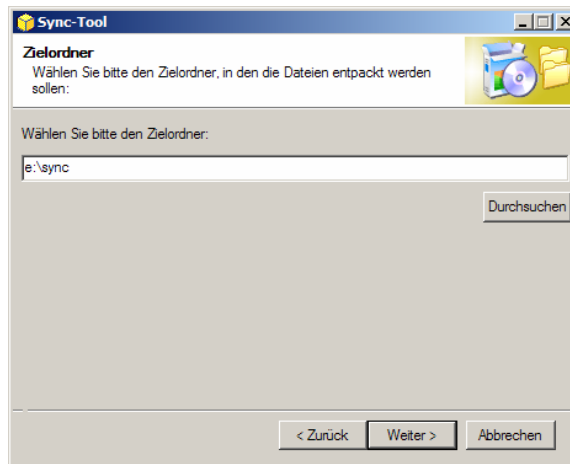 Sync-Tool
Zielordner
Wählen Sie bitte den Zielordner, in den die Dateien entpackt werden
sollen:
Wählen Sie bitte den Zielordner:
e:\sync
Durchsuchen
< Zurück Weiter > Abbrechen